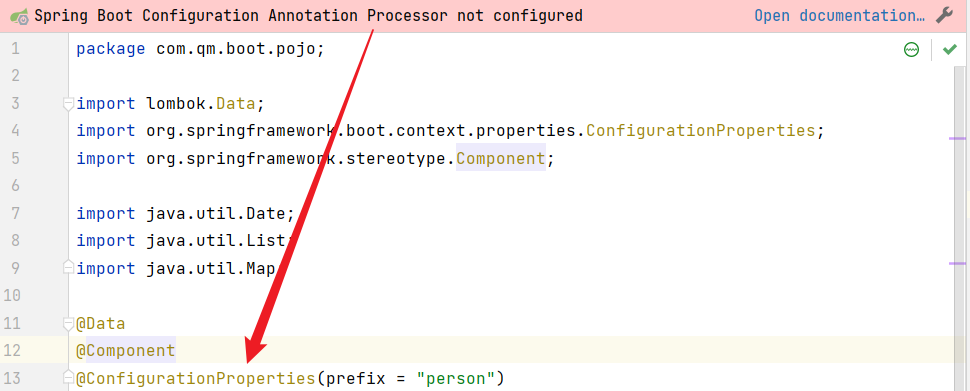 Spring Boot Configuration Annotation Processor not configured Open documentation...
1 package com.qm.boot.pojo;
2
3 import lombok.Data;
4 import org.springframework.boot.context.properties.ConfigurationProperties;
5 import org.springframework.stereotype.Component;
6
7 import java.util.Date;
8 import java.util.List;
9 import java.util.Map
10
11 @Data
12 @Component
13 @ConfigurationProperties(prefix = "person")